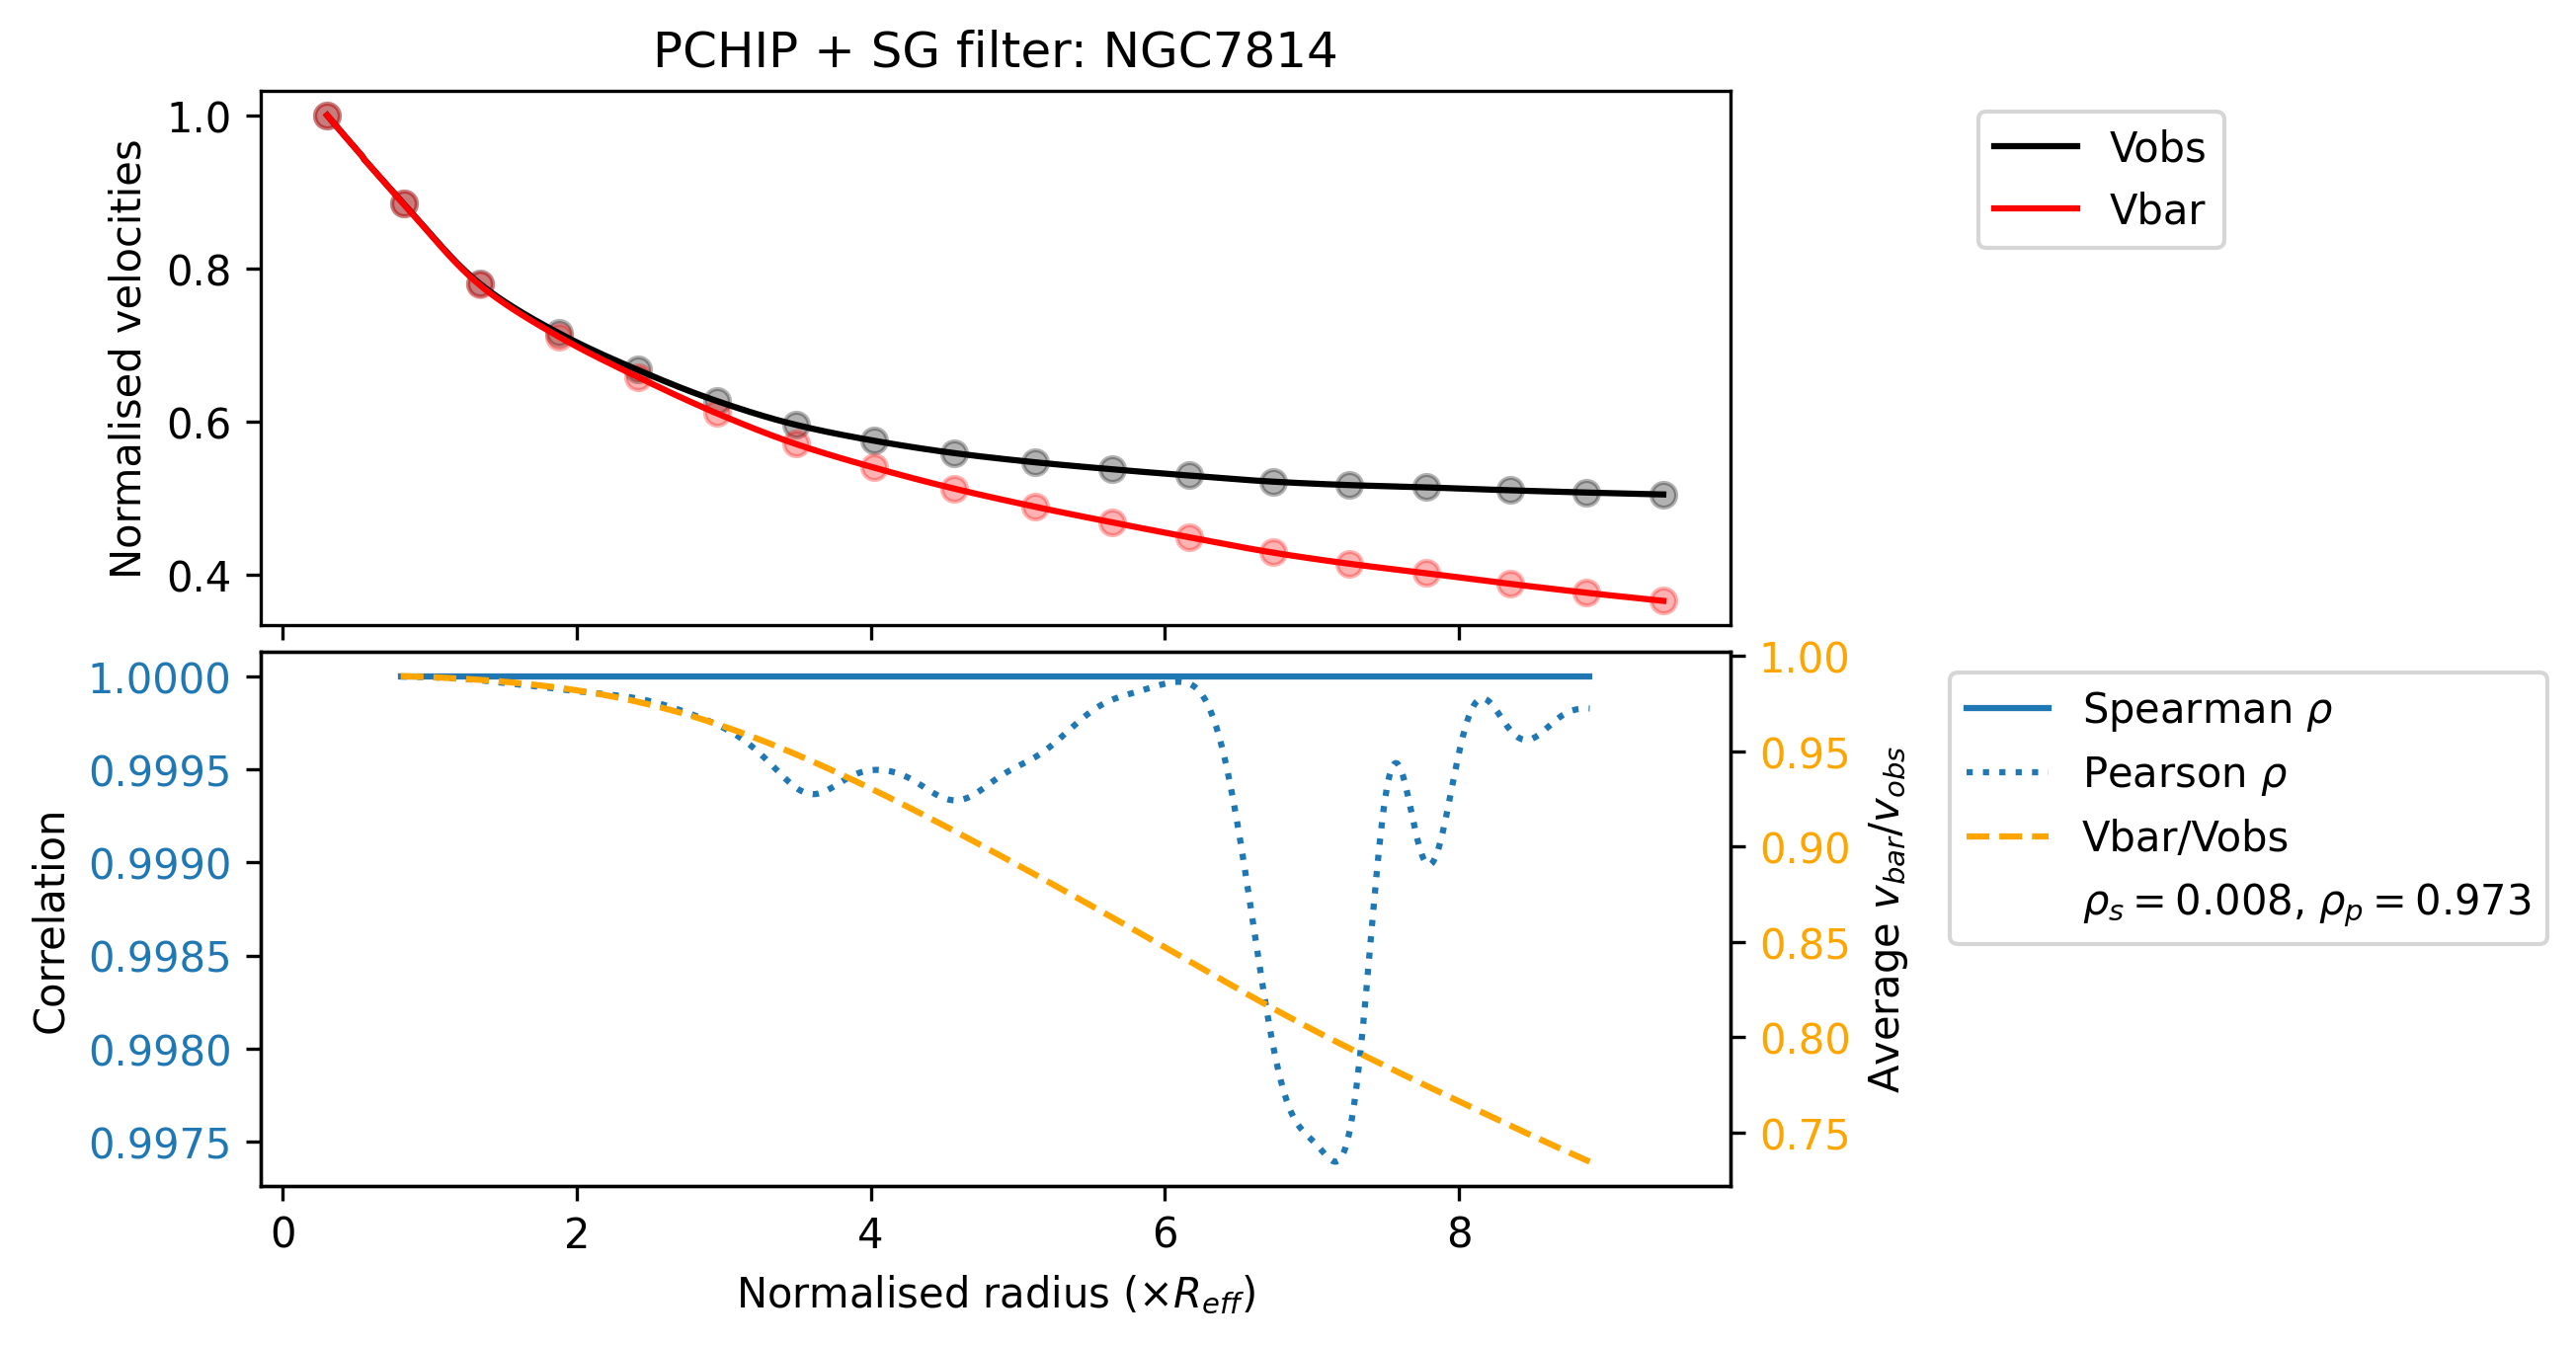 PCHIP + SG filter: NGC7814
Normalised velocities
1.0
0.8
0.6
0.4
Vobs
Vbar
Correlation
1.0000
0.9995
0.9990
0.9985
0.9980
0.9975
1.00
0.95
0.90
0.85
0.80
0.75
Average v_bar/v_obs
Spearman ρ
Pearson ρ
Vbar/Vobs
ρ_s = 0.008, ρ_p = 0.973
0 2 4 6 8
Normalised radius (×R_eff)